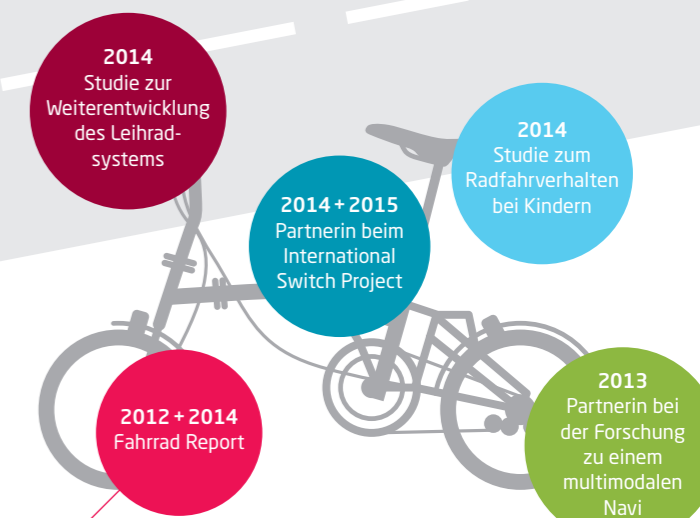 2014
Studie zur
Weiterentwicklung
des Leihrad-
systems
2014
Studie zum
Radfahrverhalten
bei Kindern
2014 + 2015
Partnerin beim
International
Switch Project
2012 + 2014
Fahrrad Report
2013
Partnerin bei
der Forschung
zu einem
multimodalen
Navi